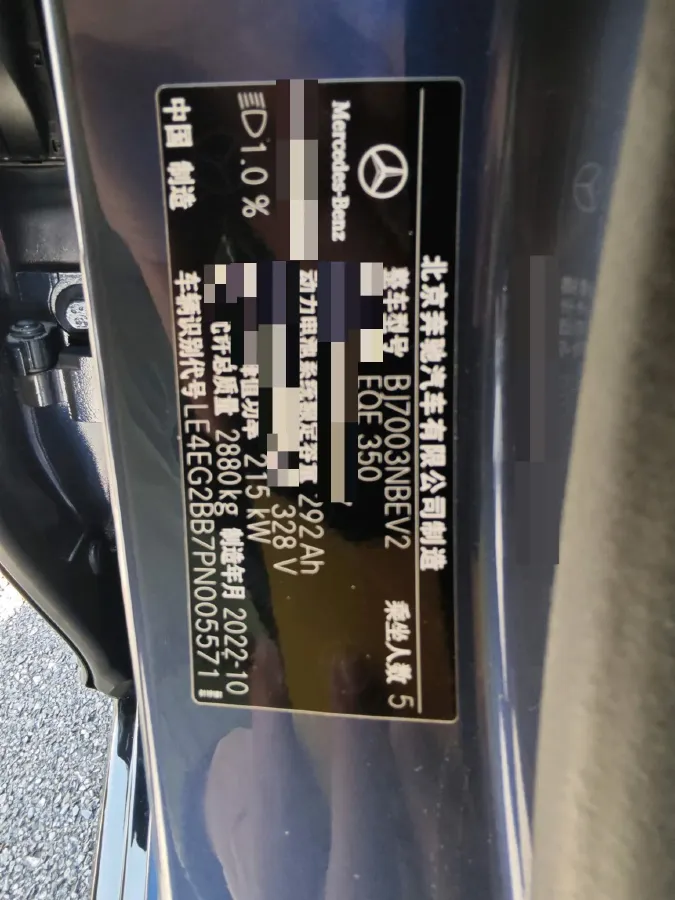 北京奔驰汽车有限公司制造
Mercedes-Benz
整车型号 BJ7003NBEV2 乘坐人数 5
EQE 350
动力电池系统额定容量 292Ah
328 V
215 kW
1.0 %
总质量 2880kg 制造年月 2022-10
中国 制造 车辆识别代号 LE4EG2BB7PN005571